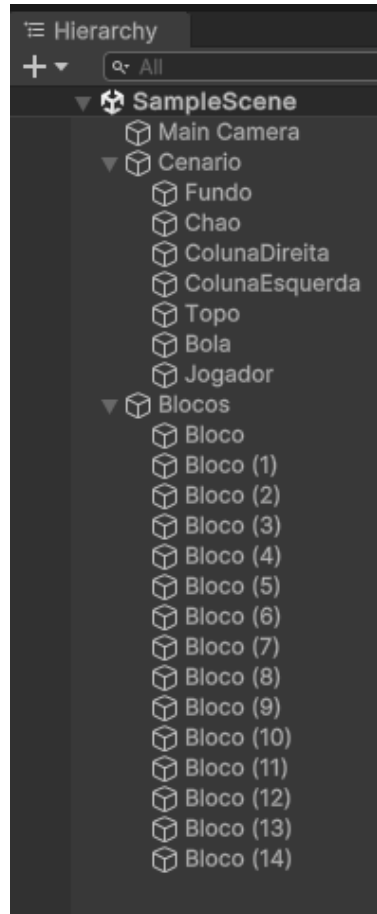 Hierarchy
All
SampleScene
Main Camera
Cenario
Fundo
Chao
ColunaDireita
ColunaEsquerda
Topo
Bola
Jogador
Blocos
Bloco
Bloco (1)
Bloco (2)
Bloco (3)
Bloco (4)
Bloco (5)
Bloco (6)
Bloco (7)
Bloco (8)
Bloco (9)
Bloco (10)
Bloco (11)
Bloco (12)
Bloco (13)
Bloco (14)